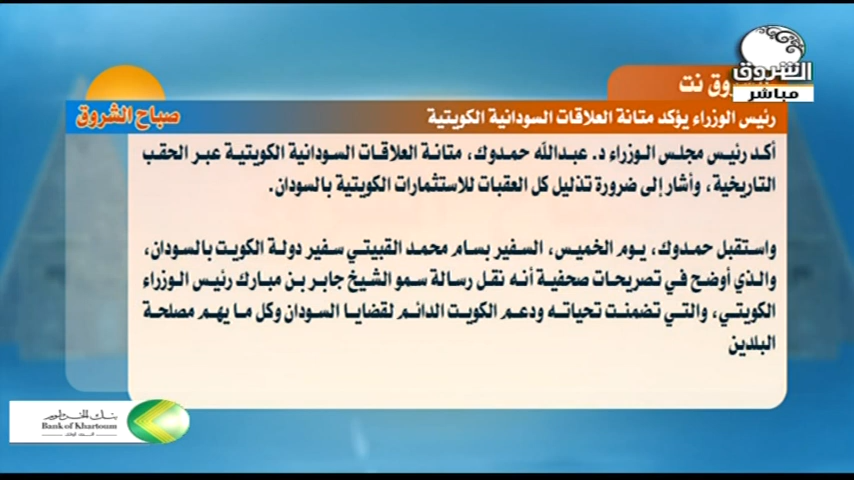 الشروق
مباشر
الشروق نت
صباح الشروق
رئيس الوزراء يؤكد متانة العلاقات السودانية الكويتية
أكد رئيس مجلس الوزراء د. عبدالله حمدوك، متانة العلاقات السودانية الكويتية عبر الحقب
التاريخية، وأشار إلى ضرورة تذليل كل العقبات للاستثمارات الكويتية بالسودان.
واستقبل حمدوك، يوم الخميس، السفير بسام محمد القبيتي سفير دولة الكويت بالسودان،
والذي أوضح في تصريحات صحفية أنه نقل رسالة سمو الشيخ جابر بن مبارك رئيس الوزراء
الكويتي، والتي تضمنت تحياته ودعم الكويت الدائم لقضايا السودان وكل ما يهم مصلحة
البلدين
بنك الخرطوم
Bank of Khartoum